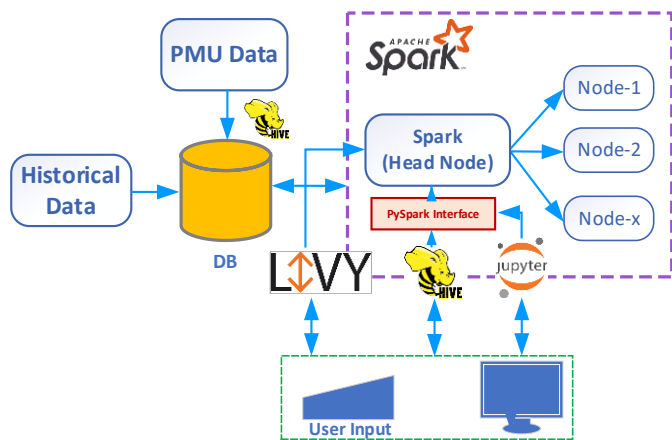 PMU Data
HIVE
Historical
Data
DB
APACHE
Spark
Spark
(Head Node)
Node-1
Node-2
Node-x
PySpark Interface
LIVY
HIVE
jupyter
User Input